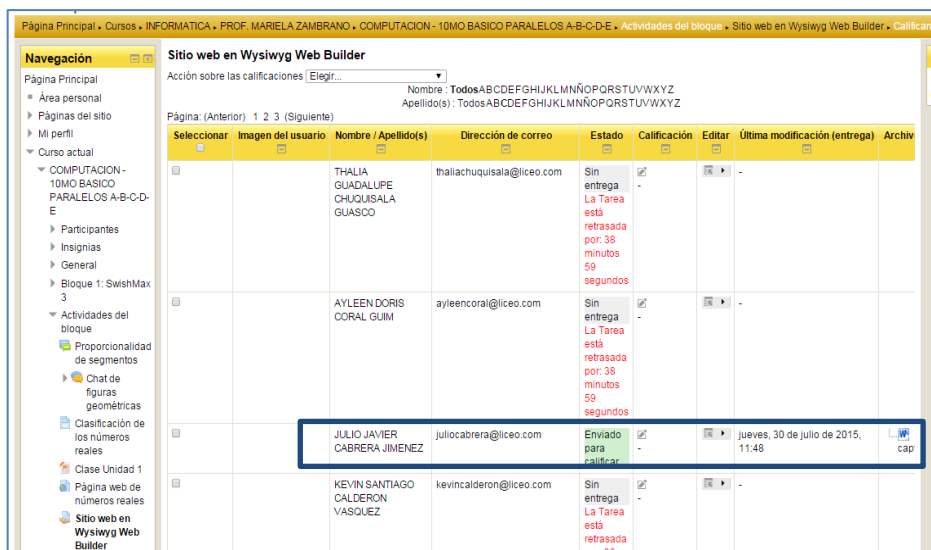 Página Principal ▸ Cursos ▸ INFORMATICA ▸ PROF. MARIELA ZAMBRANO ▸ COMPUTACION - 10MO BASICO PARALELOS A-B-C-D-E ▸ Actividades del bloque ▸ Sitio web en Wysiwyg Web Builder ▸ Calificar
Navegación
Página Principal
Área personal
Páginas del sitio
Mi perfil
Curso actual
COMPUTACION -
10MO BASICO
PARALELOS A-B-C-D-
E
Participantes
Insignias
General
Bloque 1: SwishMax
3
Actividades del
bloque
Proporcionalidad
de segmentos
Chat de
figuras
geométricas
Clasificación de
los números
reales
Clase Unidad 1
Página web de
números reales
Sitio web en
Wysiwyg Web
Builder
Sitio web en Wysiwyg Web Builder
Acción sobre las calificaciones Elegir...
Nombre : TodosABCDEFGHIJKLMNÑOPQRSTUVWXYZ
Apellido(s) : TodosABCDEFGHIJKLMNÑOPQRSTUVWXYZ
Página: (Anterior) 1 2 3 (Siguiente)
Seleccionar Imagen del usuario Nombre / Apellido(s) Dirección de correo Estado Calificación Editar Última modificación (entrega) Archiv
THALIA
GUADALUPE
CHUQUISALA
GUASCO
thaliachuquisala@liceo.com
Sin
entrega
La Tarea
está
retrasada
por: 38
minutos
59
segundos
-
-
AYLEEN DORIS
CORAL GUIM
ayleencoral@liceo.com
Sin
entrega
La Tarea
está
retrasada
por: 38
minutos
59
segundos
-
-
JULIO JAVIER
CABRERA JIMENEZ
juliocabrera@liceo.com
Enviado
para
calificar
-
jueves, 30 de julio de 2015,
11:48
cap
KEVIN SANTIAGO
CALDERON
VASQUEZ
kevincalderon@liceo.com
Sin
entrega
La Tarea
está
retrasada
-
-